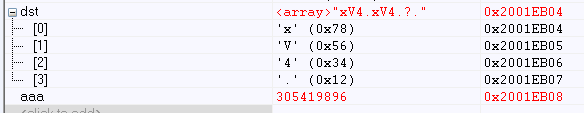 dst <array>"xV4.xV4.?." 0x2001EB04
[0] 'x' (0x78) 0x2001EB04
[1] 'V' (0x56) 0x2001EB05
[2] '4' (0x34) 0x2001EB06
[3] '.' (0x12) 0x2001EB07
aaa 305419896 0x2001EB08
<click to add>